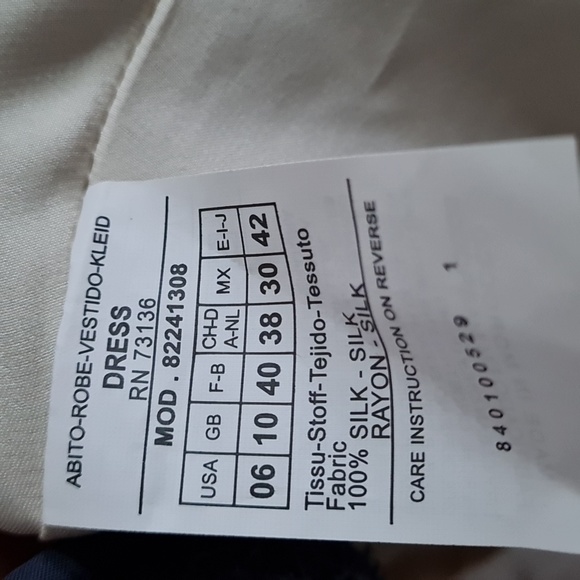 ABITO-ROBE-VESTIDO-KLEID
DRESS
RN 73136
MOD . 82241308
USA GB F-B CH-D A-NL MX E-I-J
06 10 40 38 30 42
Tissu-Stoff-Tejido-Tessuto
Fabric
100% SILK - SILK
RAYON - SILK
CARE INSTRUCTION ON REVERSE
840100529 1